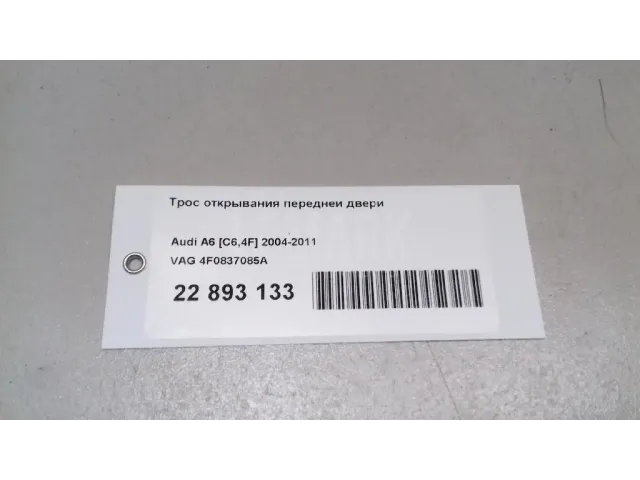 Трос открывания передней двери
Audi A6 [C6,4F] 2004-2011
VAG 4F0837085A
22 893 133